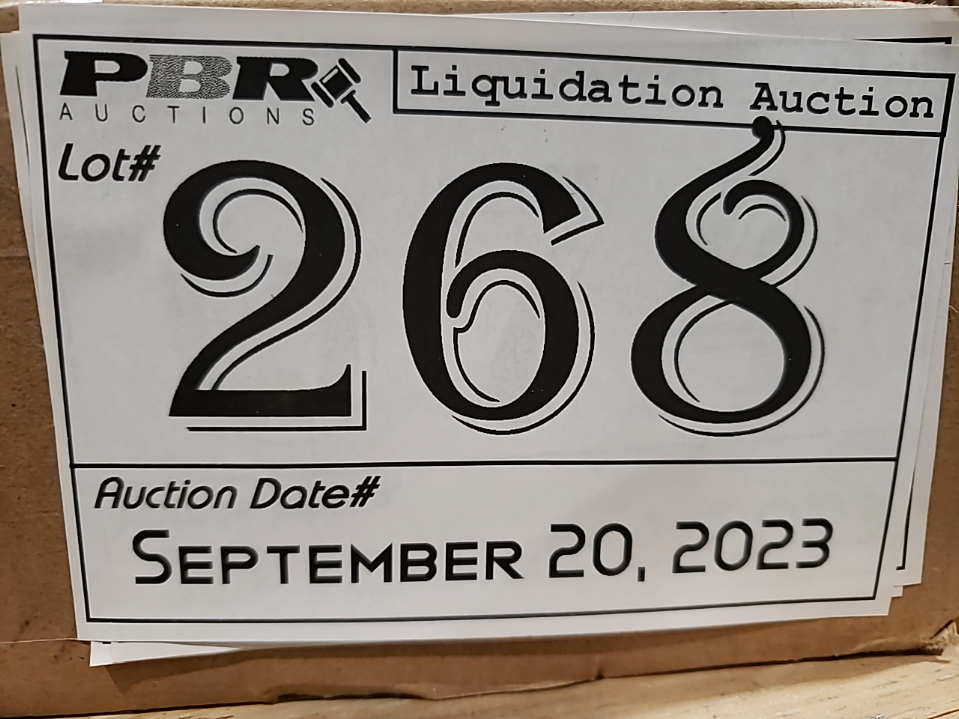 PBR
AUCTIONS
Liquidation Auction
Lot#
268
Auction Date#
SEPTEMBER 20, 2023